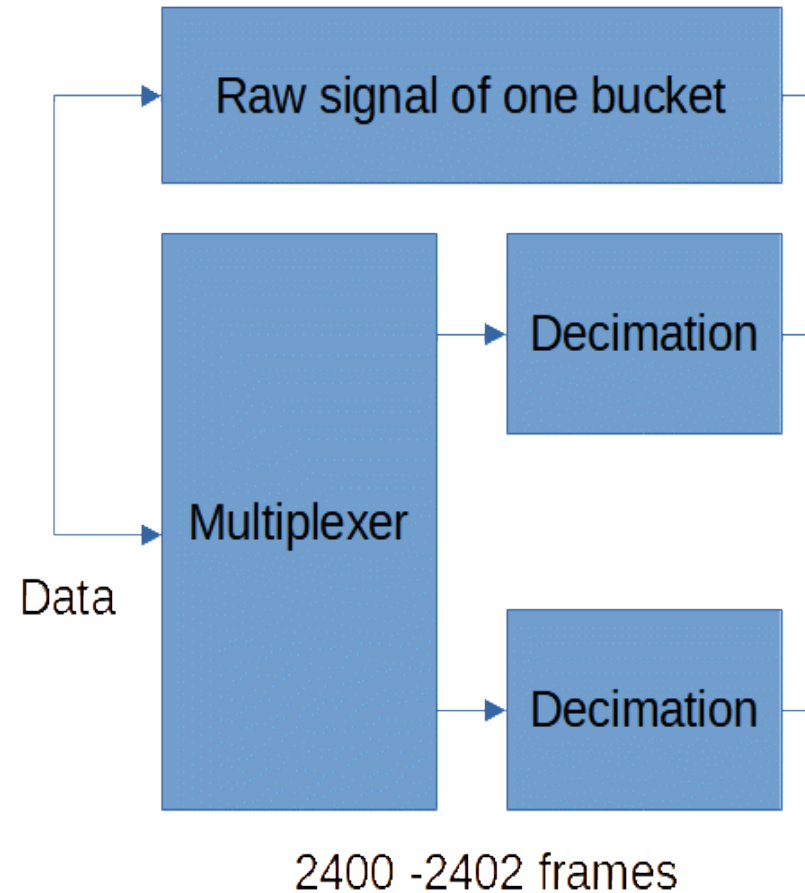 Raw signal of one bucket
Decimation
Multiplexer
Data
Decimation
2400 -2402 frames